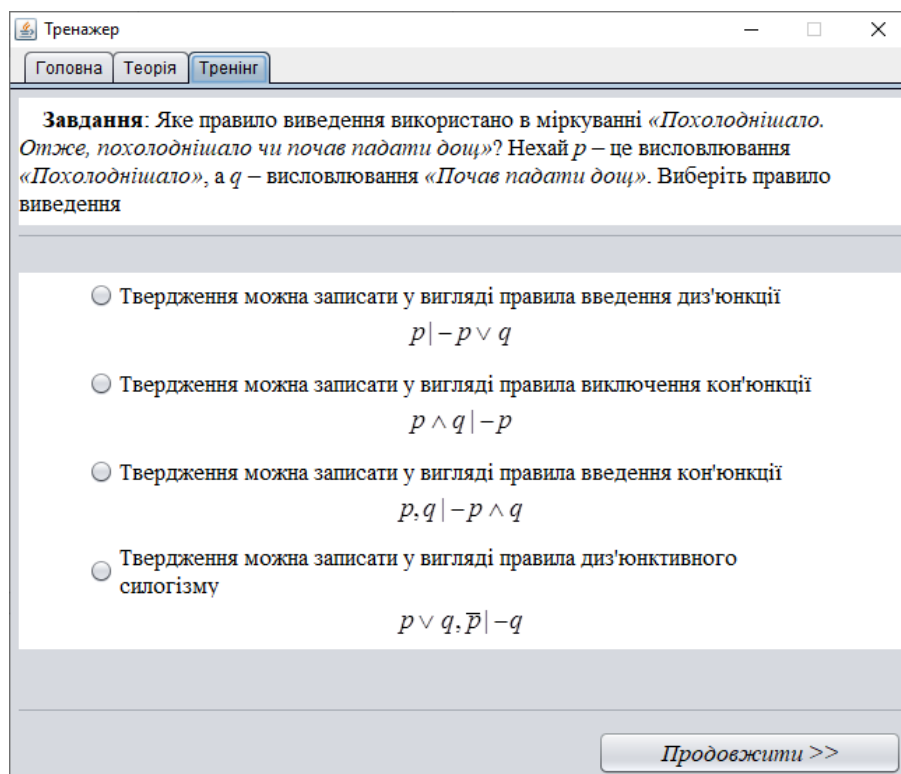 Тренажер
Головна Теорія Тренінг
Завдання: Яке правило виведення використано в міркуванні «Похолоднішало.
Отже, похолоднішало чи почав падати дощ»? Нехай p – це висловлювання
«Похолоднішало», а q – висловлювання «Почав падати дощ». Виберіть правило
виведення
Твердження можна записати у вигляді правила введення диз'юнкції
p|−p∨q
Твердження можна записати у вигляді правила виключення кон'юнкції
p∧q|−p
Твердження можна записати у вигляді правила введення кон'юнкції
p,q|−p∧q
Твердження можна записати у вигляді правила диз'юнктивного
силогізму
p∨q,p̅|−q
Продовжити >>